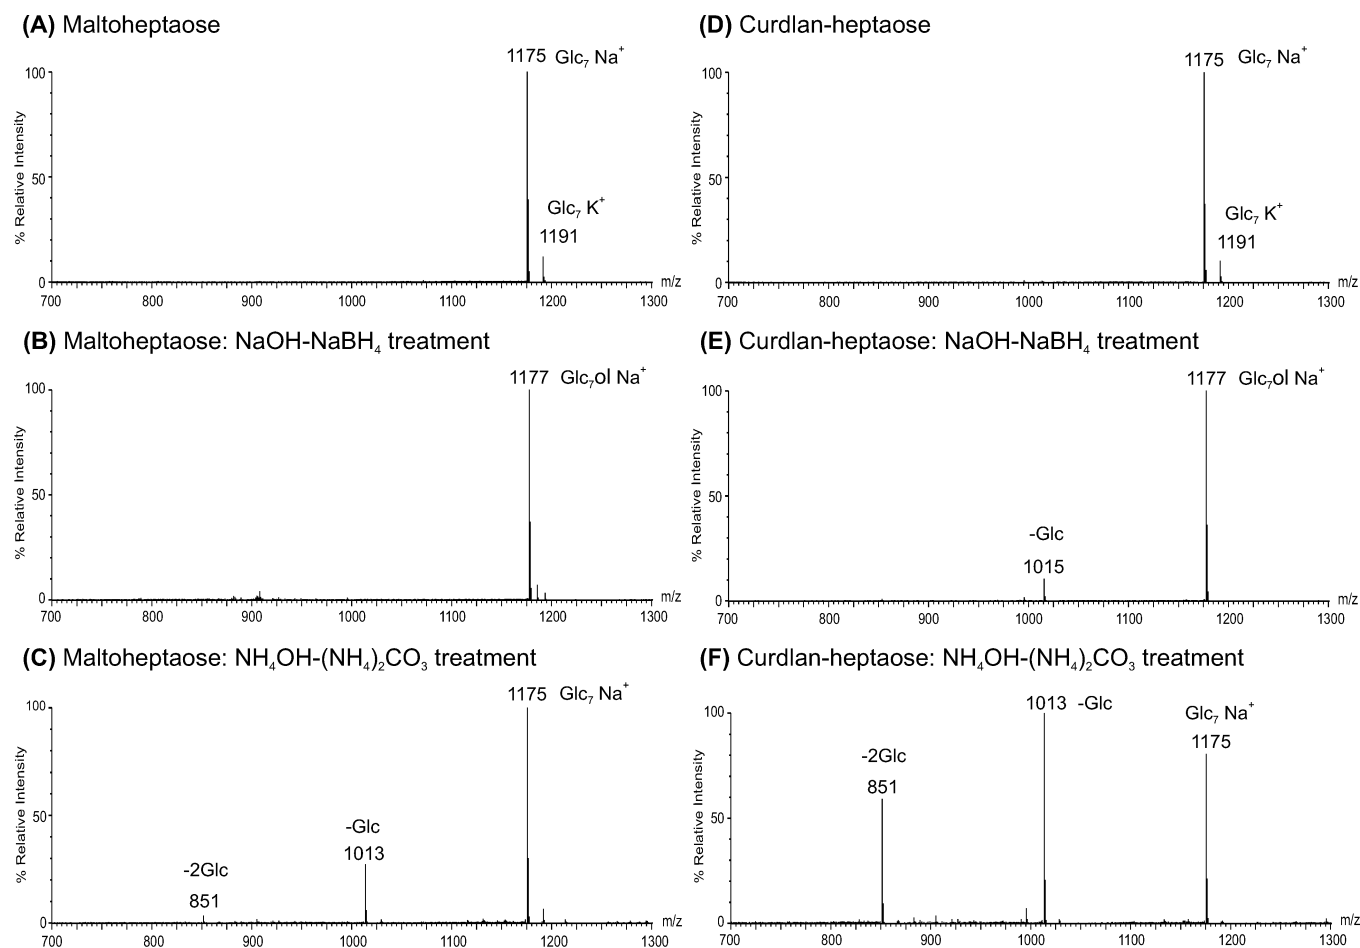 (A) Maltoheptaose
1175 Glc₇ Na⁺
% Relative Intensity
100
50
0
Glc₇ K⁺
1191
700 800 900 1000 1100 1200 1300 m/z
(D) Curdlan-heptaose
1175 Glc₇ Na⁺
% Relative Intensity
100
50
0
Glc₇ K⁺
1191
700 800 900 1000 1100 1200 1300 m/z
(B) Maltoheptaose: NaOH-NaBH₄ treatment
1177 Glc₇ol Na⁺
% Relative Intensity
100
50
0
700 800 900 1000 1100 1200 1300 m/z
(E) Curdlan-heptaose: NaOH-NaBH₄ treatment
1177 Glc₇ol Na⁺
% Relative Intensity
100
50
0
-Glc
1015
700 800 900 1000 1100 1200 1300 m/z
(C) Maltoheptaose: NH₄OH-(NH₄)₂CO₃ treatment
1175 Glc₇ Na⁺
% Relative Intensity
100
50
0
-Glc
1013
-2Glc
851
700 800 900 1000 1100 1200 1300 m/z
(F) Curdlan-heptaose: NH₄OH-(NH₄)₂CO₃ treatment
1013 -Glc
Glc₇ Na⁺
1175
% Relative Intensity
100
50
0
-2Glc
851
700 800 900 1000 1100 1200 1300 m/z